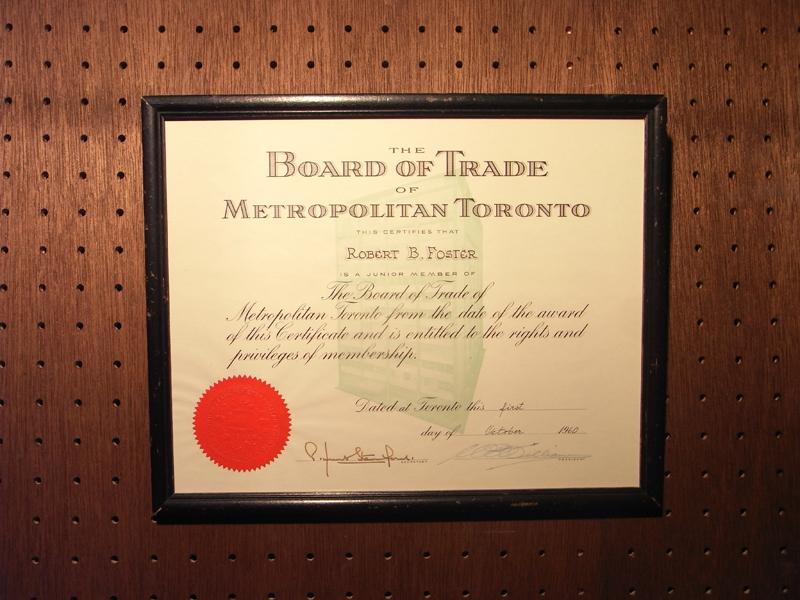 THE
BOARD OF TRADE
OF
METROPOLITAN TORONTO
THIS CERTIFIES THAT
ROBERT B. FOSTER
IS A JUNIOR MEMBER OF
The Board of Trade of
Metropolitan Toronto from the date of the award
of this Certificate and is entitled to the rights and
privileges of membership.
Dated at Toronto this first
day of October 1960
SECRETARY
PRESIDENT